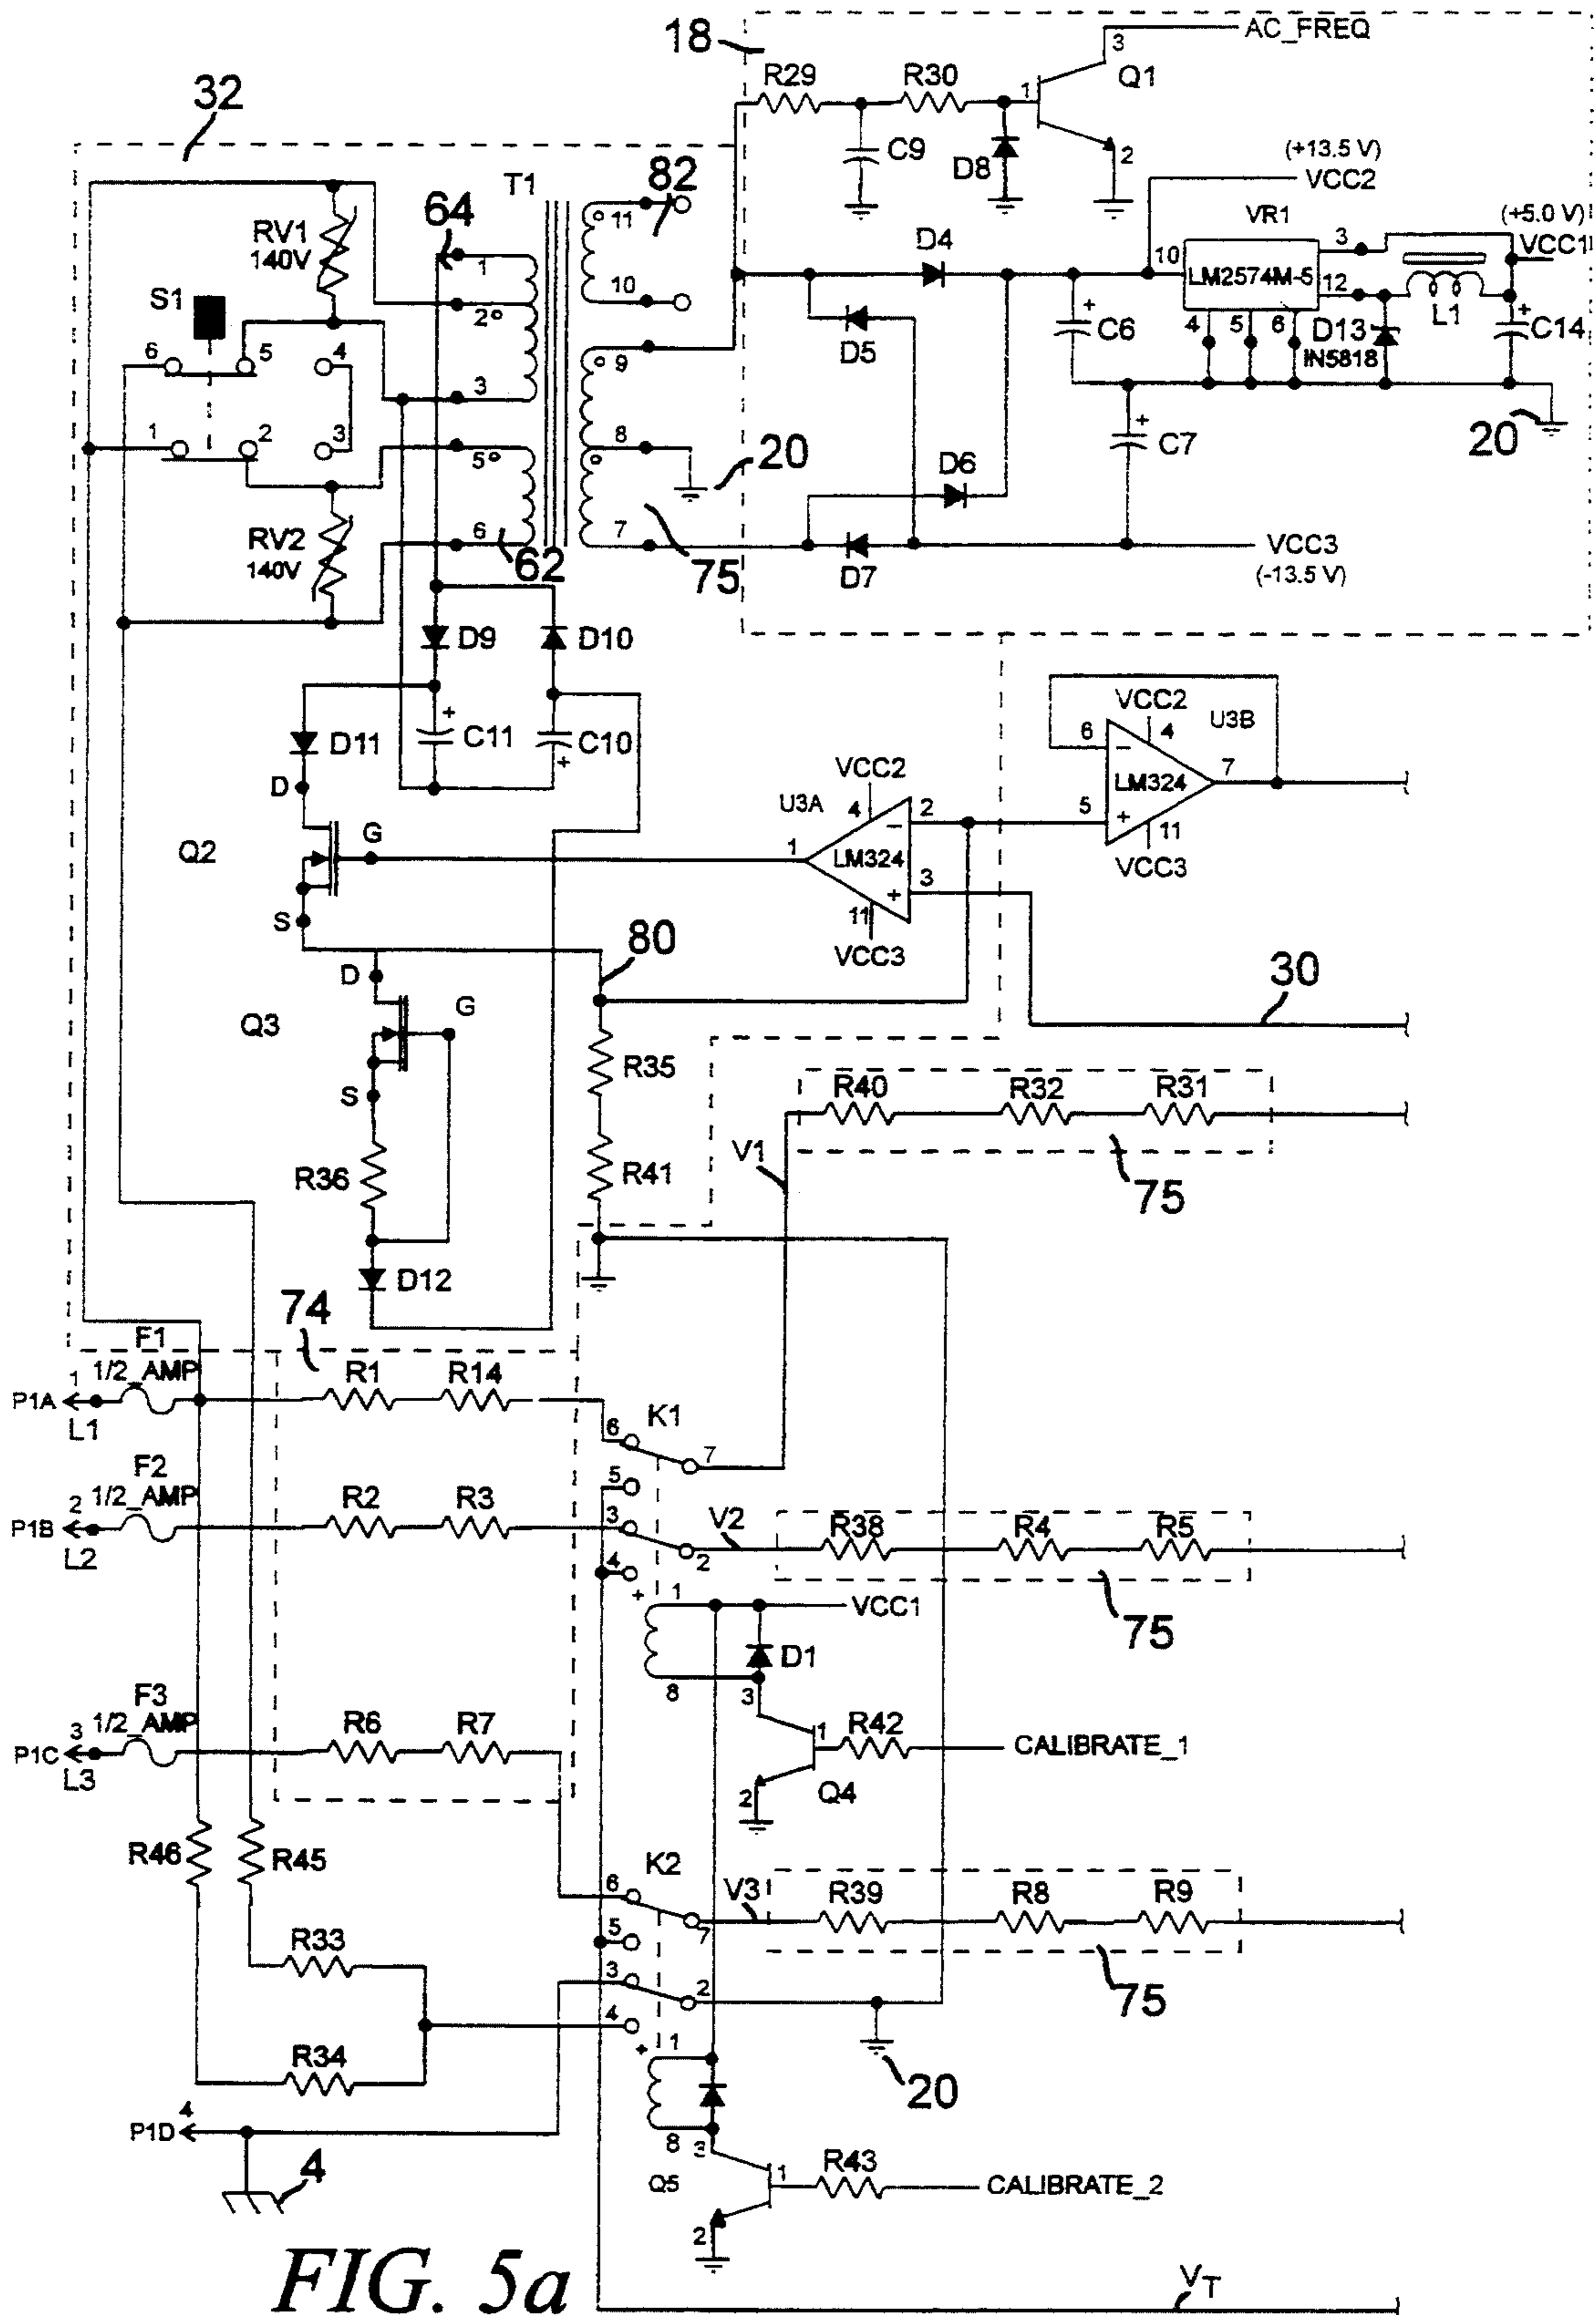 18
AC_FREQ
3
R29
R30
1
Q1
32
C9
D8
2
(+13.5 V)
VCC2
82
T1
11
64
RV1
140V
1
VR1
(+5.0 V)
VCC1
D4
10
3
LM2574M-5
12
10
S1
2
C6
4
5
6
D13
IN5818
L1
C14
6
5
4
D5
9
3
1
2
3
8
20
C7
20
5
D6
RV2
140V
6
62
7
75
D7
VCC3
(-13.5 V)
D9
D10
VCC2
U3B
6
4
D11
C11
C10
VCC2
LM324
7
D
U3A
4
2
5
11
Q2
G
1
LM324
VCC3
3
S
11
VCC3
80
30
D
G
Q3
R35
S
R40
R32
R31
V1
R36
R41
75
D12
74
F1
1/2_AMP
R1
R14
P1A
1
L1
K1
6
7
F2
1/2_AMP
5
R2
R3
3
V2
R38
R4
R5
P1B
2
L2
2
4
1
VCC1
75
D1
8
3
F3
1/2_AMP
R6
R7
1
R42
CALIBRATE_1
P1C
3
L3
2
Q4
R46
R45
K2
6
V3
R39
R8
R9
7
5
R33
3
2
75
4
R34
1
20
P1D
4
8
3
4
Q5
1
R43
CALIBRATE_2
2
FIG. 5a
VT